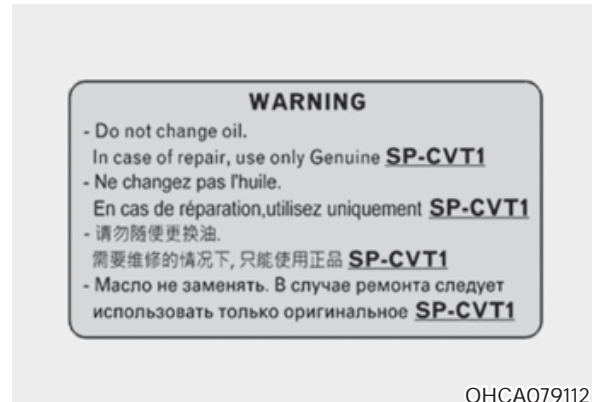 WARNING
- Do not change oil.
In case of repair, use only Genuine SP-CVT1
- Ne changez pas l'huile.
En cas de réparation,utilisez uniquement SP-CVT1
- 请勿随便更换油.
需要维修的情况下, 只能使用正品 SP-CVT1
- Масло не заменять. В случае ремонта следует
использовать только оригинальное SP-CVT1
OHCA079112